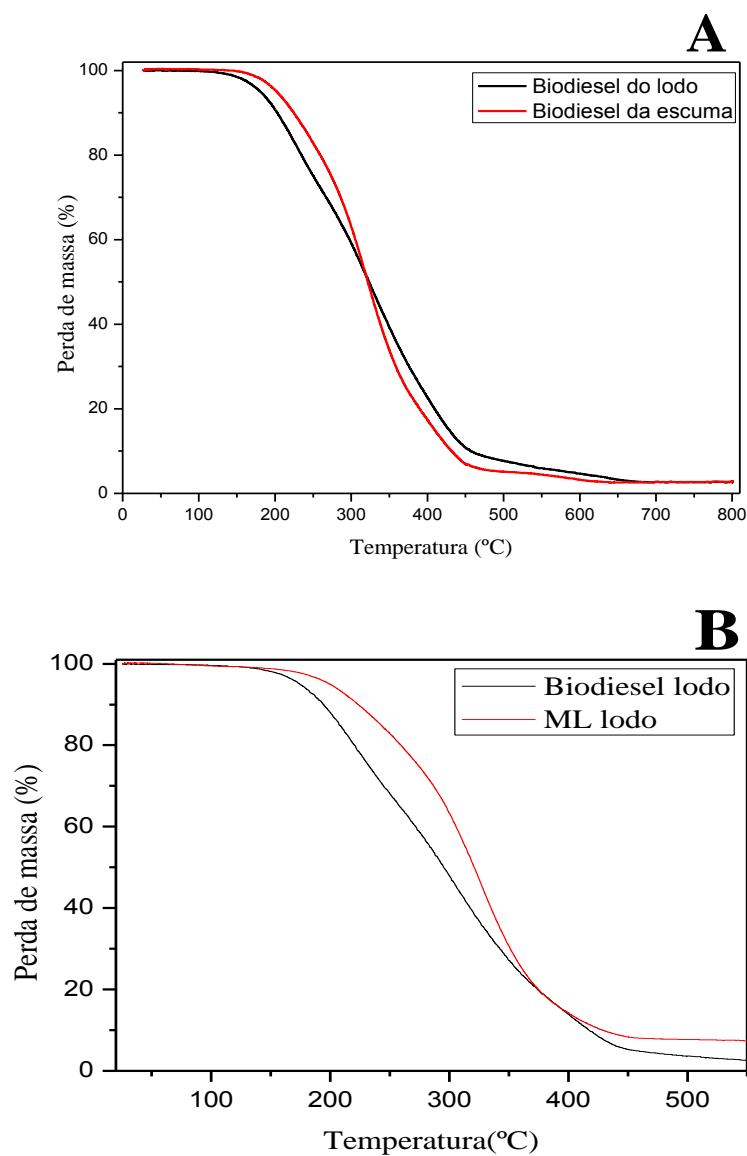 A
Biodiesel do lodo
Biodiesel da escuma
100
80
60
40
20
0
Perda de massa (%)
0 100 200 300 400 500 600 700 800
Temperatura (ºC)
B
Biodiesel lodo
ML lodo
100
80
60
40
20
0
Perda de massa (%)
100 200 300 400 500
Temperatura(ºC)